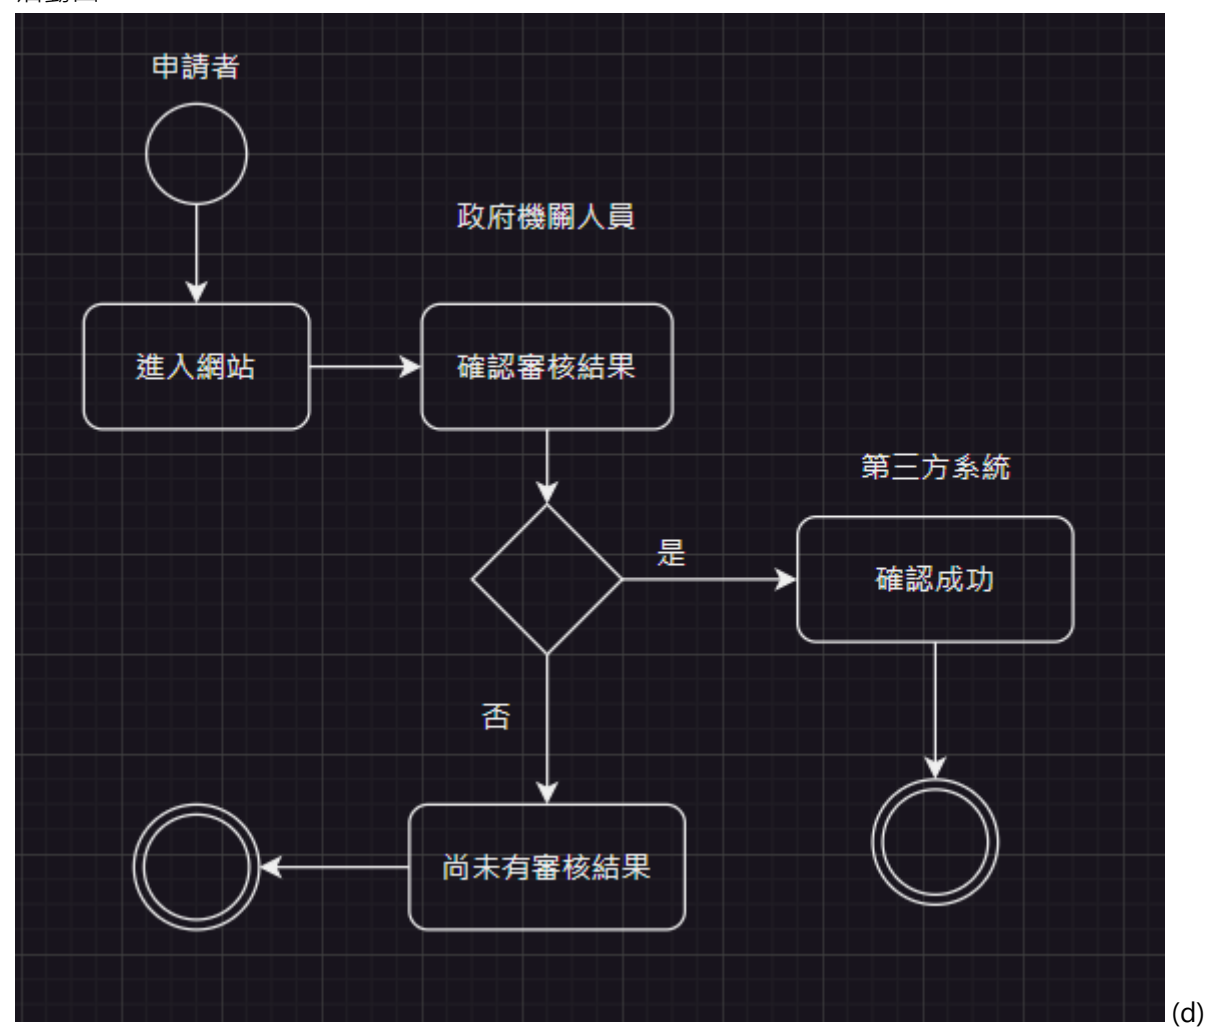 申請者
政府機關人員
進入網站
確認審核結果
第三方系統
是
確認成功
否
尚未有審核結果
(d)